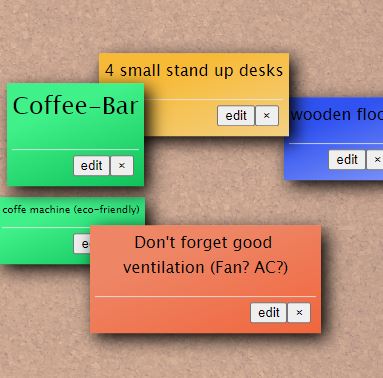 4 small stand up desks
edit ×
Coffee-Bar
edit ×
wooden
edit ×
coffe machine (eco-friendly)
Don't forget good
ventilation (Fan? AC?)
edit ×